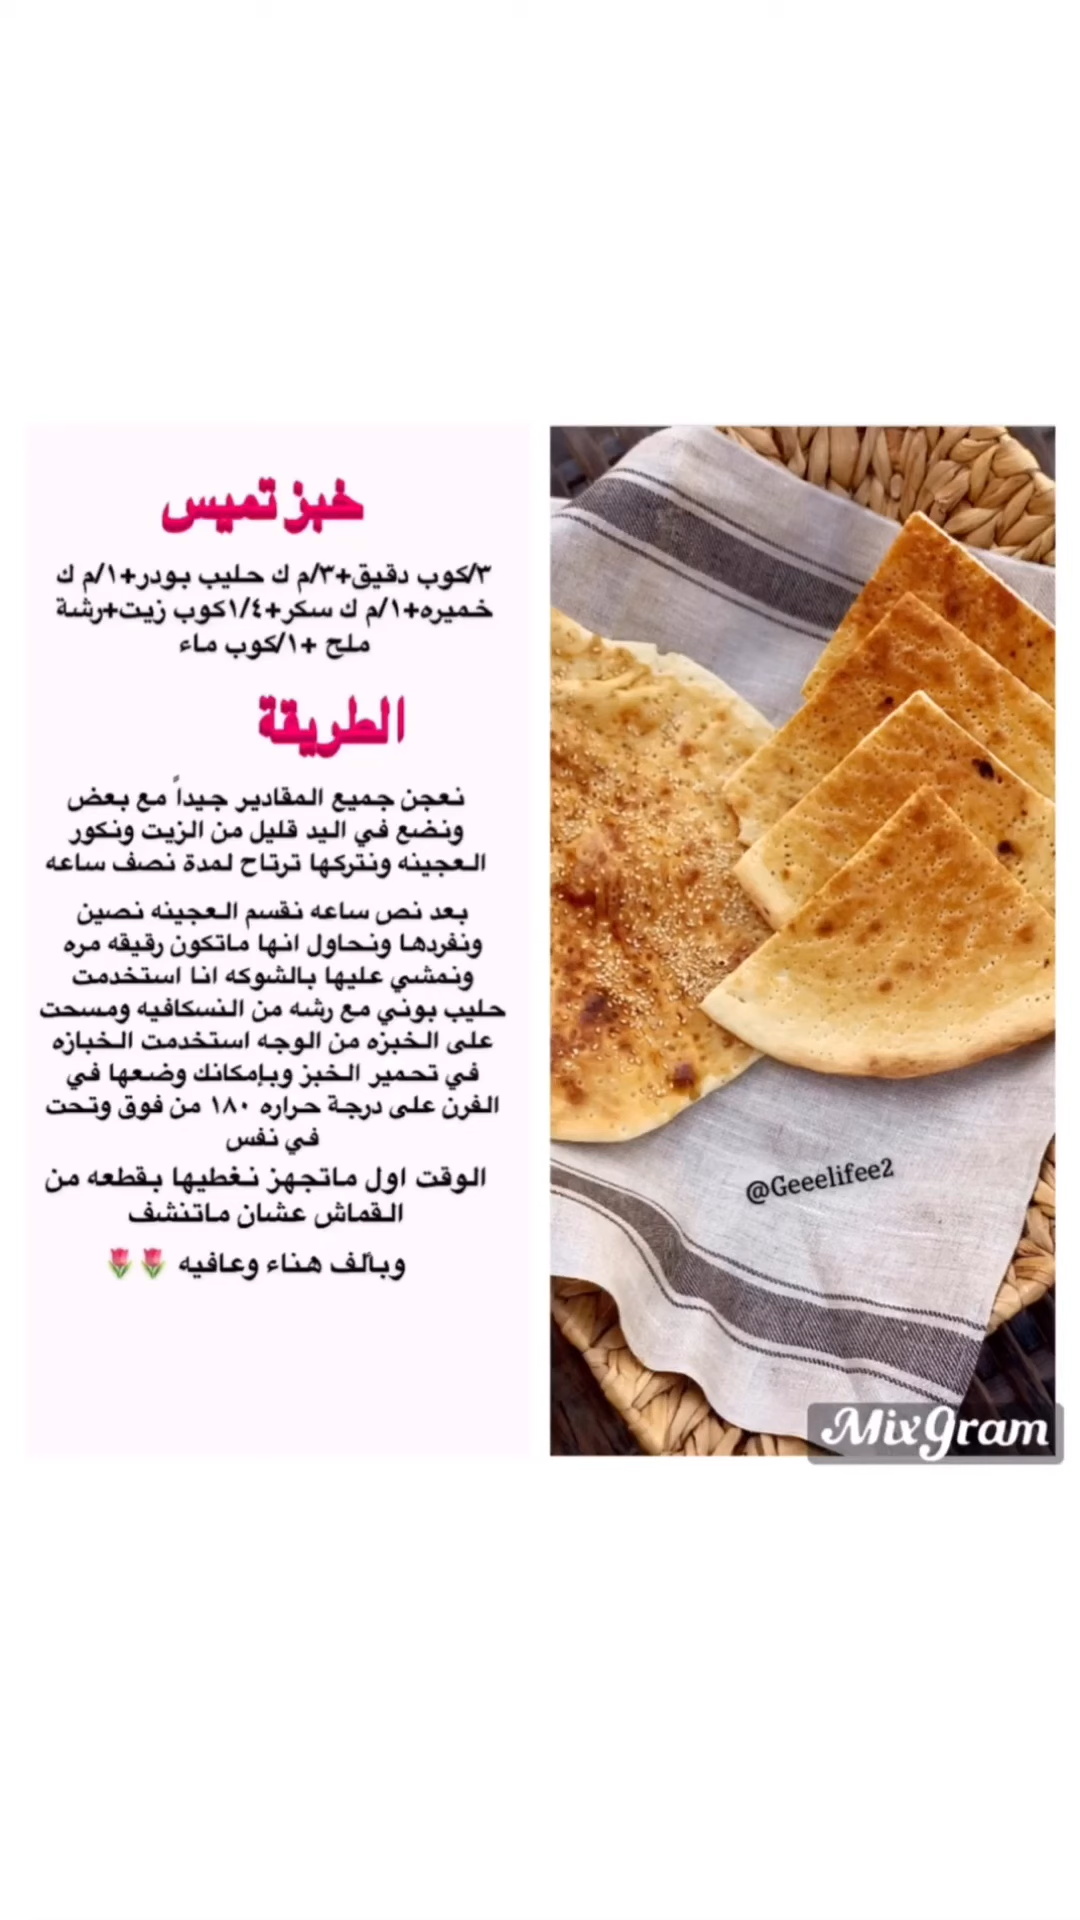 خبز تميس
٣/كوب دقيق+٣/م ك حليب بودر+١/م ك
خميره+١/م ك سكر+١/٤كوب زيت+رشة
ملح +١/كوب ماء
الطريقة
نعجن جميع المقادير جيداً مع بعض
ونضع في اليد قليل من الزيت ونكور
العجينه ونتركها ترتاح لمدة نصف ساعه
بعد نص ساعه نقسم العجينه نصين
ونفردها ونحاول انها ماتكون رقيقه مره
ونمشي عليها بالشوكه انا استخدمت
حليب بوني مع رشه من النسكافيه ومسحت
على الخبزه من الوجه استخدمت الخبازه
في تحمير الخبز وبإمكانك وضعها في
الفرن على درجة حراره ١٨٠ من فوق وتحت
في نفس
الوقت اول ماتجهز نغطيها بقطعه من
القماش عشان ماتنشف
وبألف هناء وعافيه 🌷🌷
@Geeelifee2
MixGram